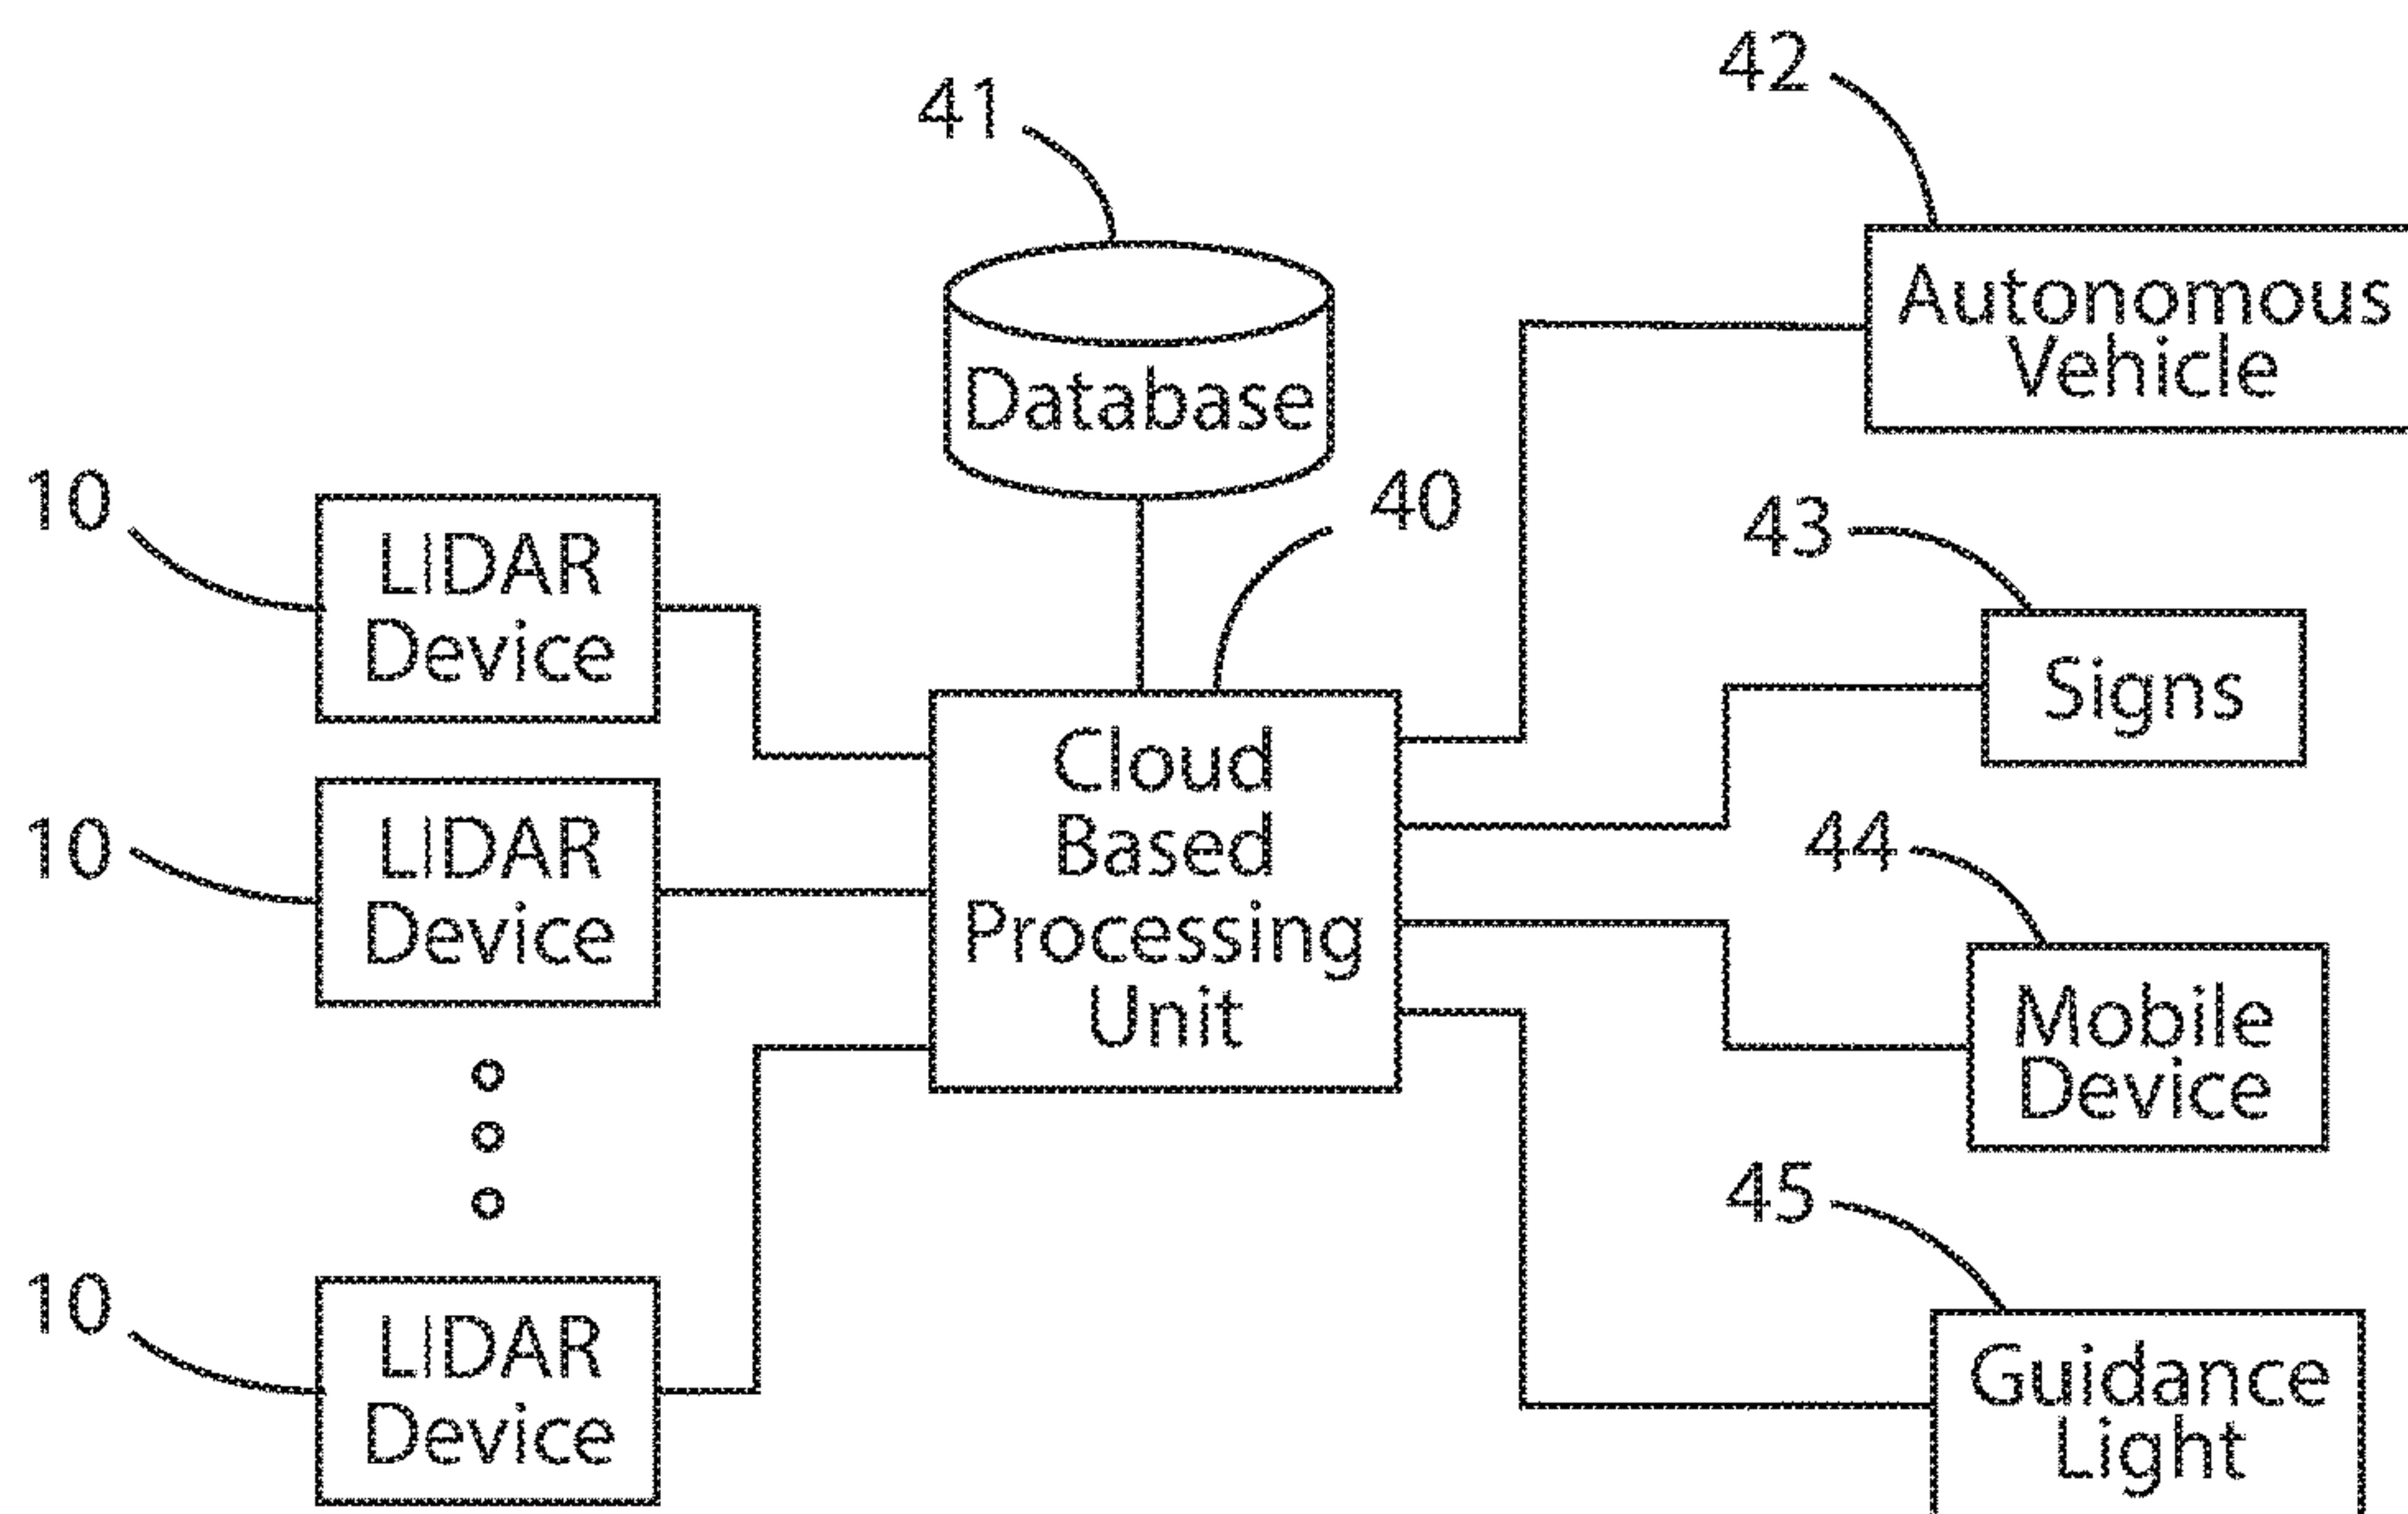 41
Database
10
LIDAR
Device
10
LIDAR
Device
10
LIDAR
Device
40
Cloud
Based
Processing
Unit
42
Autonomous
Vehicle
43
Signs
44
Mobile
Device
45
Guidance
Light